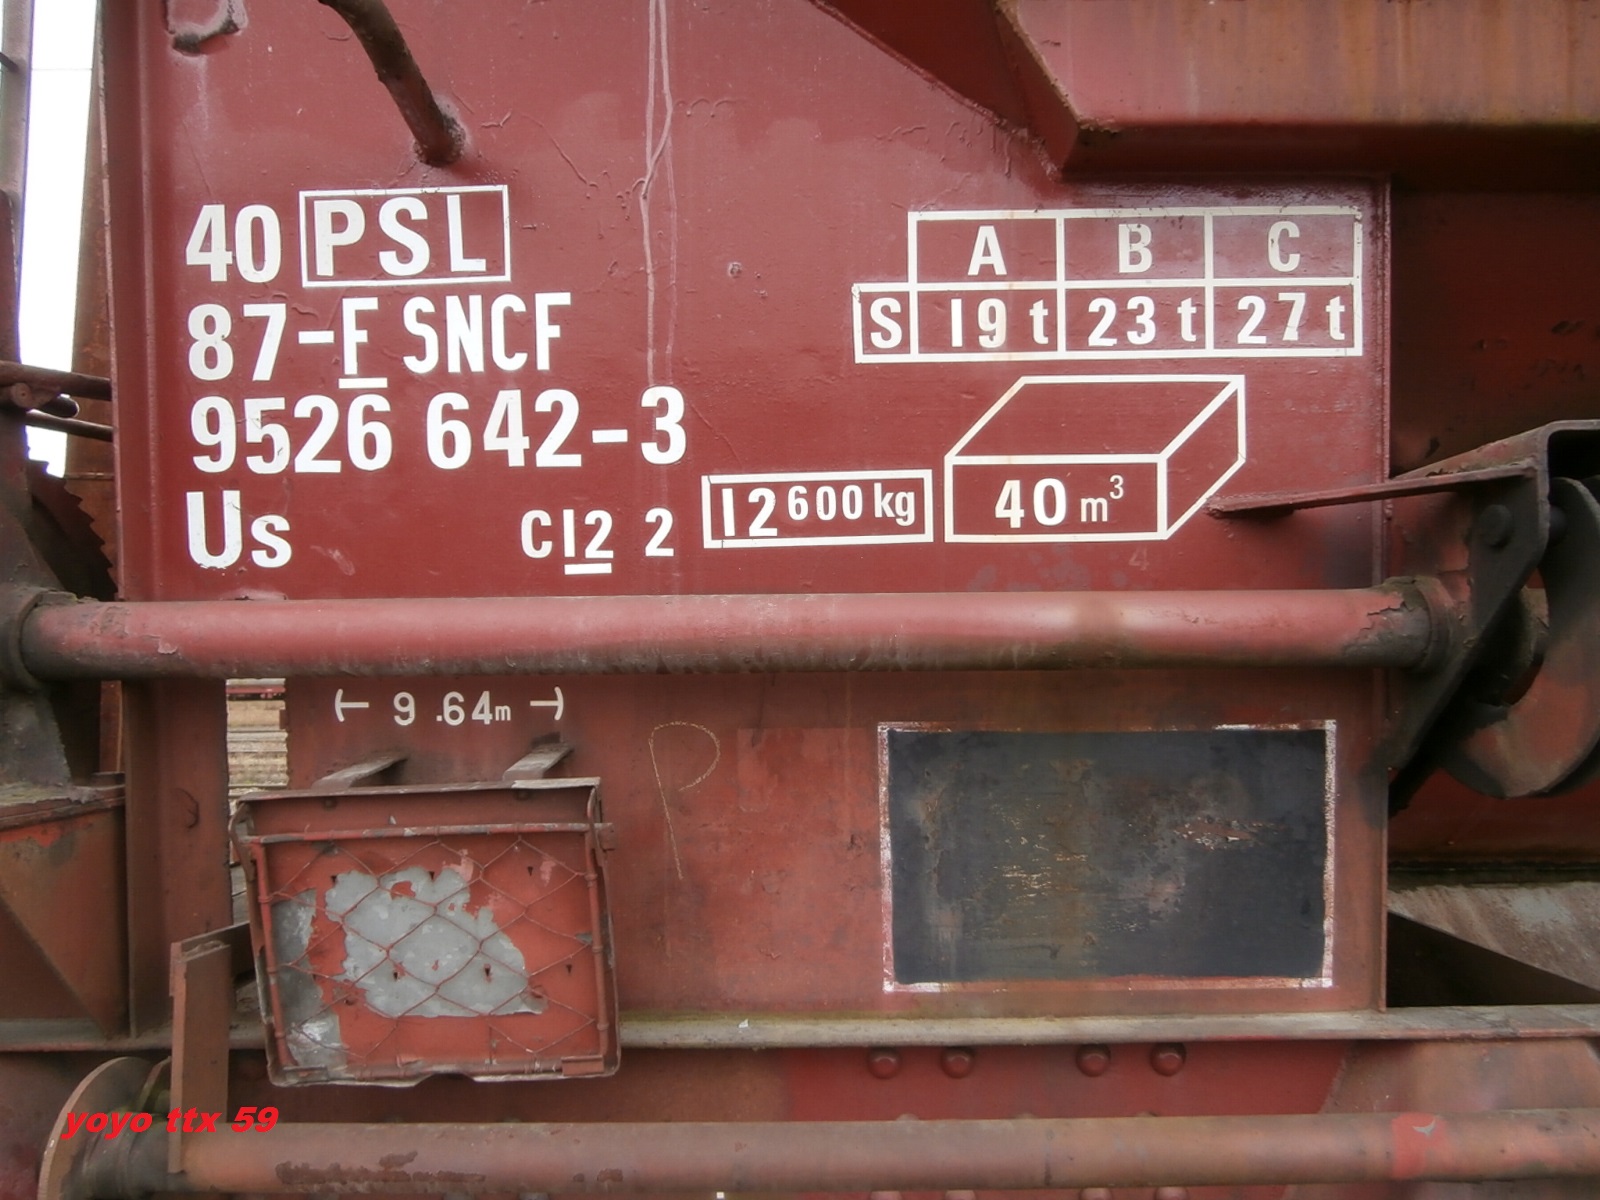 40 PSL
87-F SNCF
9526 642-3
Us
C12 2
12 600 kg
A B C
S 19 t 23 t 27 t
40 m³
9.64m
P
yoyo ttx 59